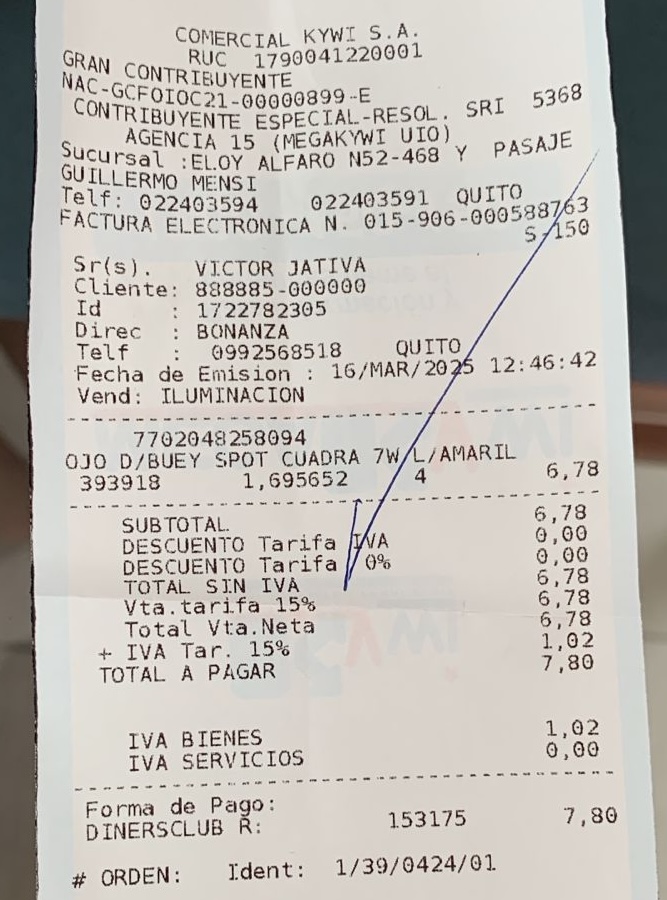 COMERCIAL KYWI S.A.
RUC 1790041220001
GRAN CONTRIBUYENTE
NAC-GCFOIOC21-00000899-E
CONTRIBUYENTE ESPECIAL-RESOL. SRI 5368
AGENCIA 15 (MEGAKYWI UIO)
Sucursal :ELOY ALFARO N52-468 Y PASAJE
GUILLERMO MENSI
Telf: 022403594 022403591 QUITO
FACTURA ELECTRONICA N. 015-906-000588763
S-150
Sr(s). VICTOR JATIVA
Cliente: 888885-000000
Id : 1722782305
Direc : BONANZA
Telf : 0992568518 QUITO
Fecha de Emision : 16/MAR/2025 12:46:42
Vend: ILUMINACION
7702048258094
OJO D/BUEY SPOT CUADRA 7W L/AMARIL
393918 1,695652 4 6,78
SUBTOTAL 6,78
DESCUENTO Tarifa IVA 0,00
DESCUENTO Tarifa 0% 0,00
TOTAL SIN IVA 6,78
Vta.tarifa 15% 6,78
Total Vta.Neta 6,78
+ IVA Tar. 15% 1,02
TOTAL A PAGAR 7,80
IVA BIENES 1,02
IVA SERVICIOS 0,00
Forma de Pago:
DINERSCLUB R: 153175 7,80
# ORDEN: Ident: 1/39/0424/01